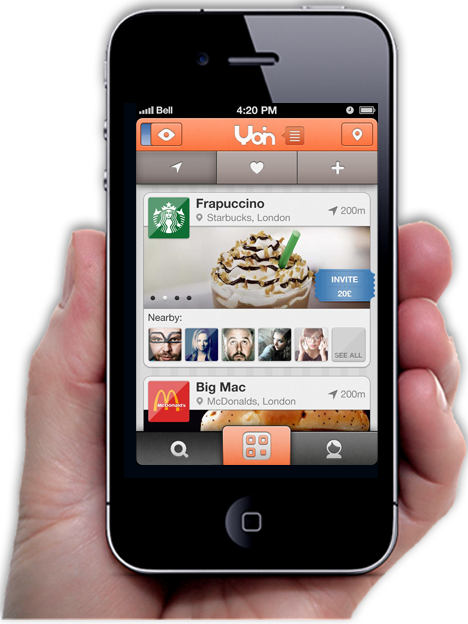 Bell 4:20 PM
Yoin
Frapuccino
Starbucks, London
200m
INVITE
20£
Nearby:
SEE ALL
McDonald's
Big Mac
McDonalds, London
200m